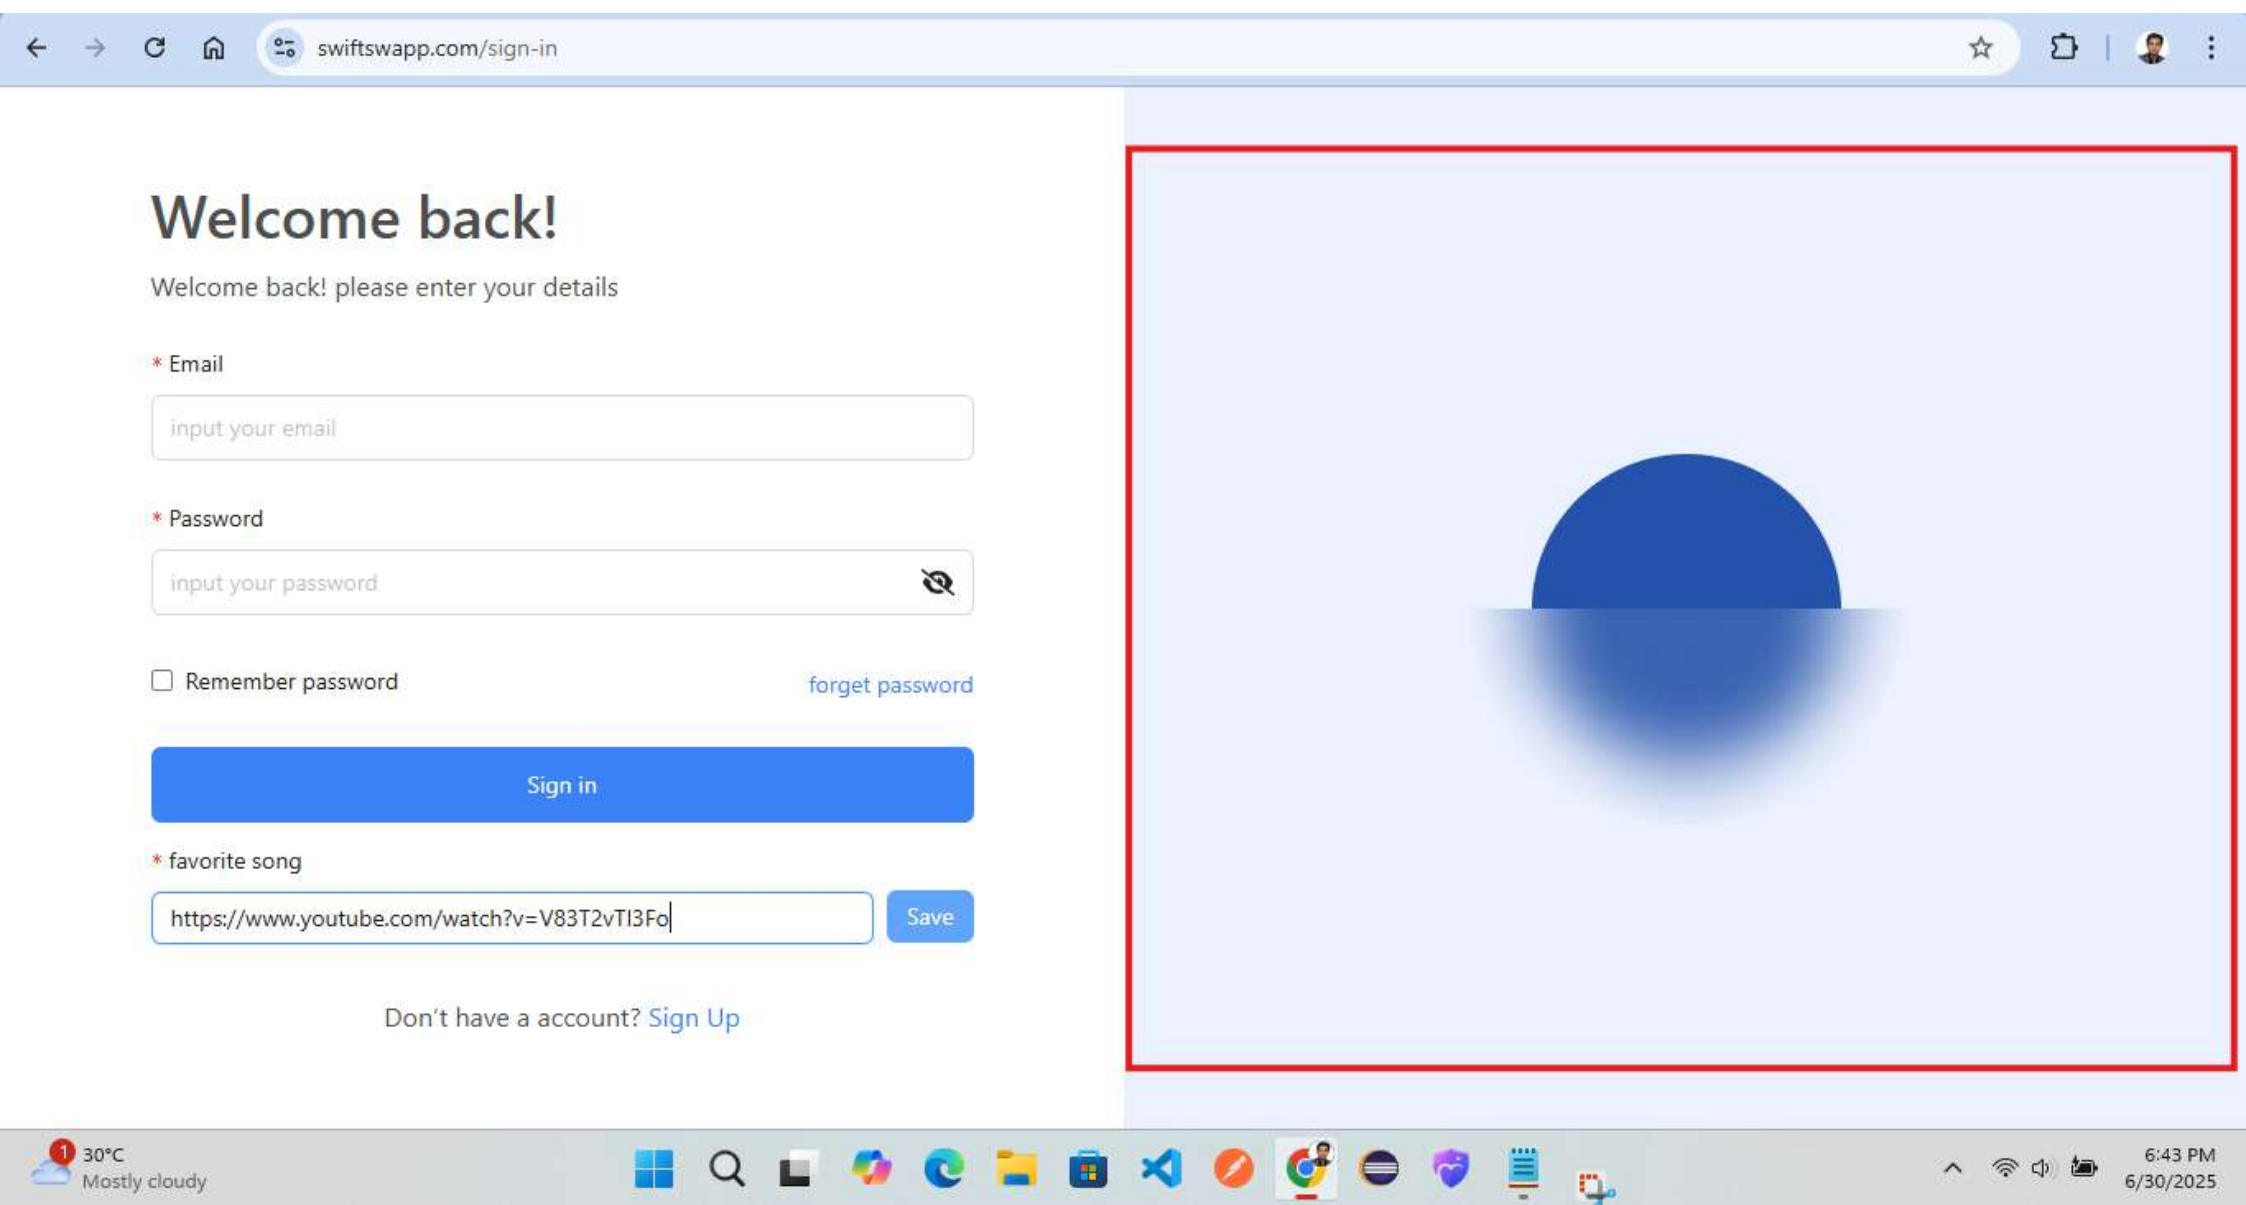 swiftswapp.com/sign-in
Welcome back!
Welcome back! please enter your details
* Email
input your email
* Password
input your password
Remember password
forget password
Sign in
* favorite song
https://www.youtube.com/watch?v=V83T2vTI3Fo
Save
Don't have a account? Sign Up
1
30°C
Mostly cloudy
6:43 PM
6/30/2025